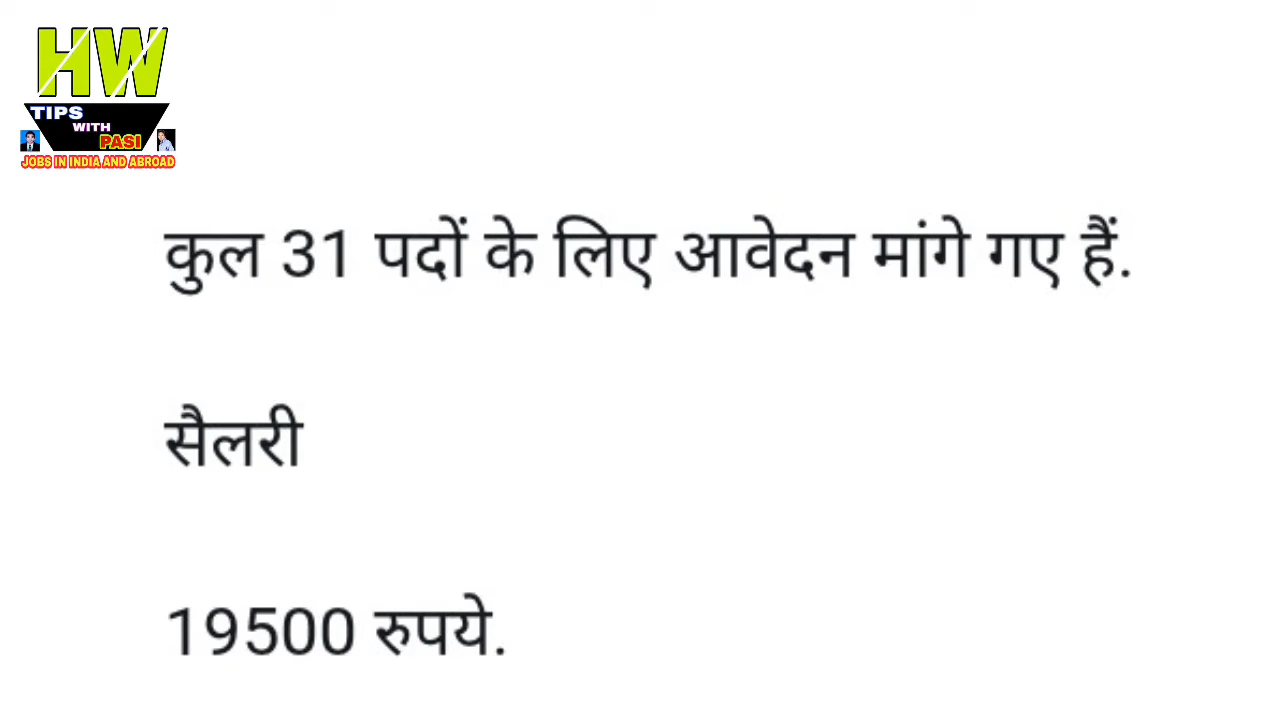 HW
TIPS
WITH
PASI
JOBS IN INDIA AND ABROAD
कुल 31 पदों के लिए आवेदन मांगे गए हैं.
सैलरी
19500 रुपये.